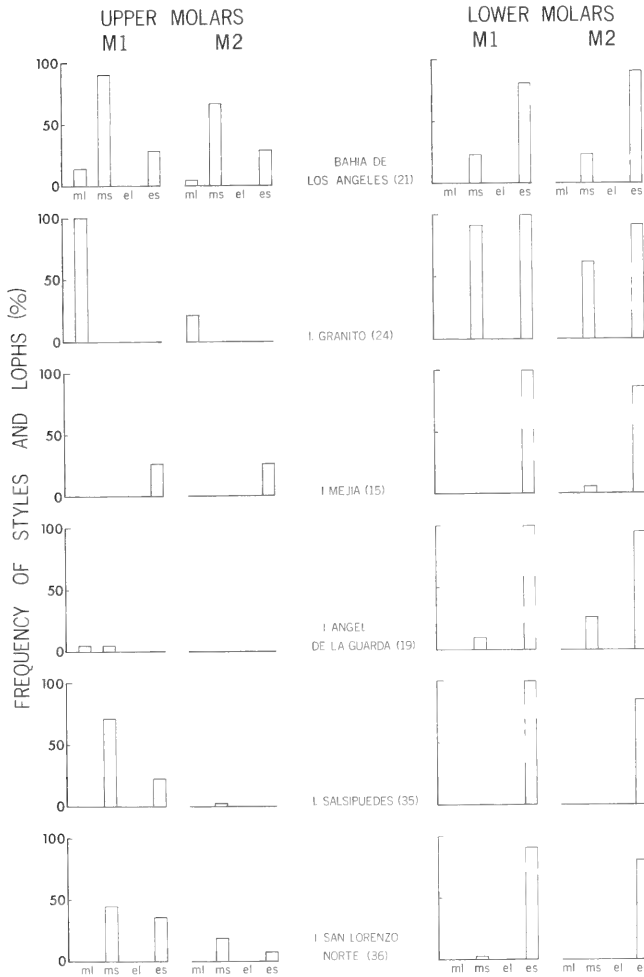 UPPER MOLARS
M1 M2
LOWER MOLARS
M1 M2
FREQUENCY OF STYLES AND LOPHS (%)
100
50
0
ml ms el es
ml ms el es
BAHIA DE
LOS ANGELES (21)
ml ms el es
ml ms el es
100
50
0
I. GRANITO (24)
100
50
0
I MEJIA (15)
100
50
0
I ANGEL
DE LA GUARDA (19)
100
50
0
I. SALSIPUEDES (35)
100
50
0
ml ms el es
ml ms el es
I SAN LORENZO
NORTE (36)
ml ms el es
ml ms el es